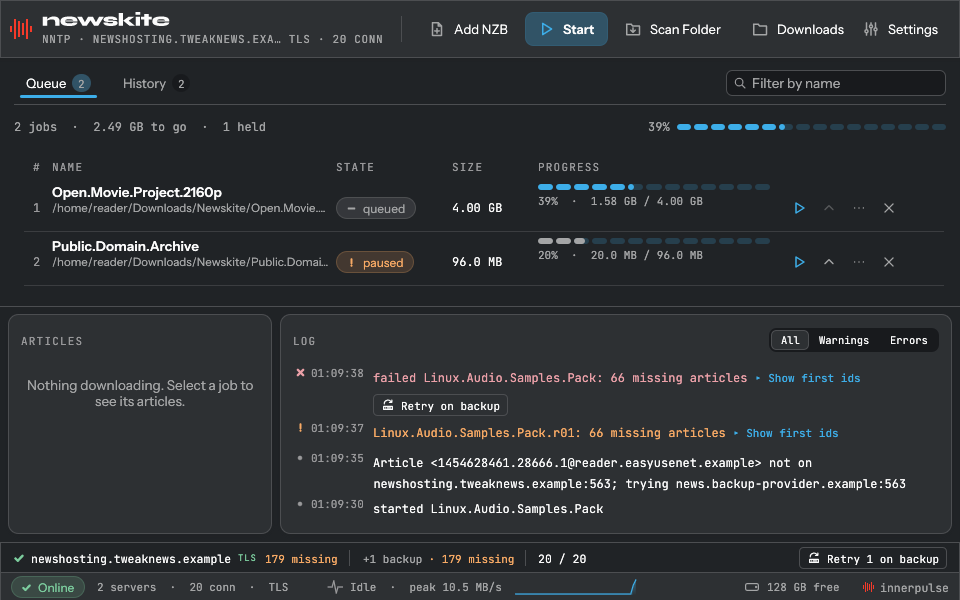 newskite
NNTP · NEWSHOSTING.TWEAKNEWS.EXA… TLS · 20 CONN
Add NZB
Start
Scan Folder
Downloads
Settings
Queue 2
History 2
Filter by name
2 jobs · 2.49 GB to go · 1 held
39%
# NAME STATE SIZE PROGRESS
Open.Movie.Project.2160p
1 /home/reader/Downloads/Newskite/Open.Movie.… queued 4.00 GB 39% · 1.58 GB / 4.00 GB
Public.Domain.Archive
2 /home/reader/Downloads/Newskite/Public.Domai… paused 96.0 MB 20% · 20.0 MB / 96.0 MB
ARTICLES
Nothing downloading. Select a job to
see its articles.
LOG
All Warnings Errors
01:09:38 failed Linux.Audio.Samples.Pack: 66 missing articles ▸ Show first ids
Retry on backup
01:09:37 Linux.Audio.Samples.Pack.r01: 66 missing articles ▸ Show first ids
01:09:35 Article <1454628461.28666.1@reader.easyusenet.example> not on
newshosting.tweaknews.example:563; trying news.backup-provider.example:563
01:09:30 started Linux.Audio.Samples.Pack
newshosting.tweaknews.example TLS 179 missing +1 backup · 179 missing 20 / 20
Retry 1 on backup
Online 2 servers · 20 conn · TLS
Idle · peak 10.5 MB/s
128 GB free
innerpulse